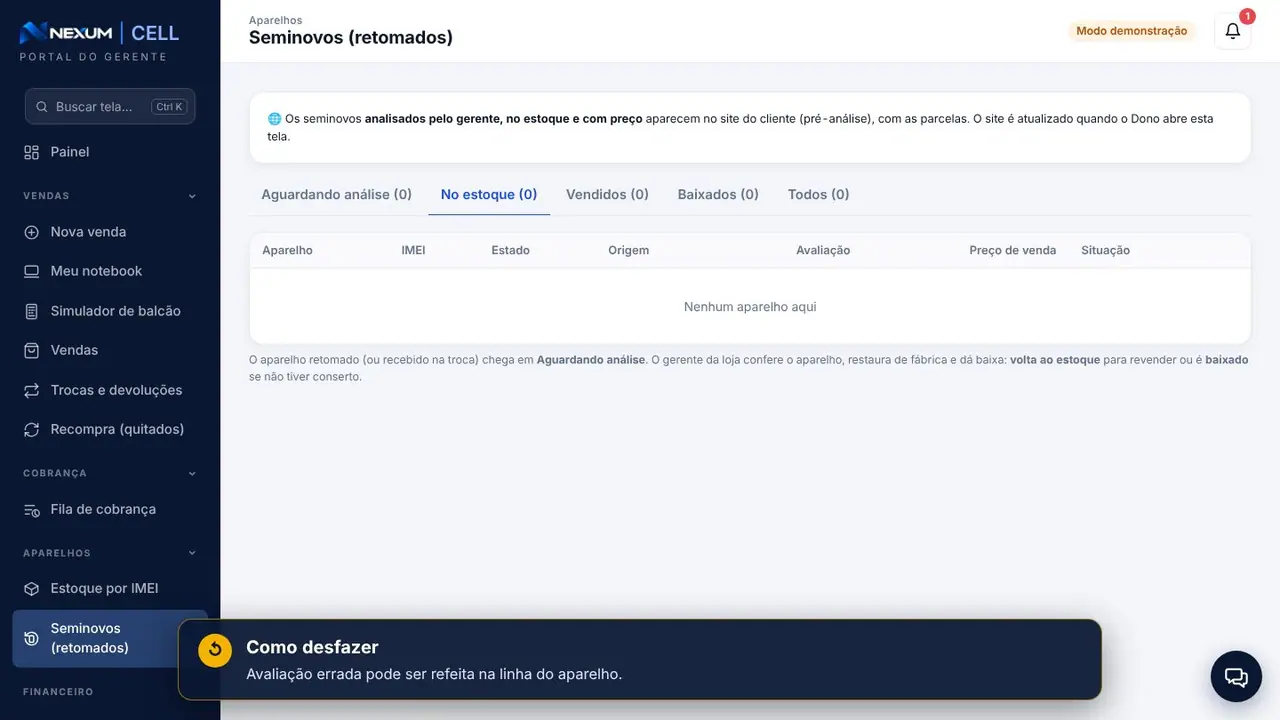 NEXUM | CELL
PORTAL DO GERENTE
Buscar tela... Ctrl K
Painel
VENDAS
Nova venda
Meu notebook
Simulador de balcão
Vendas
Trocas e devoluções
Recompra (quitados)
COBRANÇA
Fila de cobrança
APARELHOS
Estoque por IMEI
Seminovos
(retomados)
FINANCEIRO
Aparelhos
Seminovos (retomados)
Modo demonstração
1
Os seminovos analisados pelo gerente, no estoque e com preço aparecem no site do cliente (pré-análise), com as parcelas. O site é atualizado quando o Dono abre esta
tela.
Aguardando análise (0) No estoque (0) Vendidos (0) Baixados (0) Todos (0)
Aparelho IMEI Estado Origem Avaliação Preço de venda Situação
Nenhum aparelho aqui
O aparelho retomado (ou recebido na troca) chega em Aguardando análise. O gerente da loja confere o aparelho, restaura de fábrica e dá baixa: volta ao estoque para revender ou é baixado
se não tiver conserto.
Como desfazer
Avaliação errada pode ser refeita na linha do aparelho.